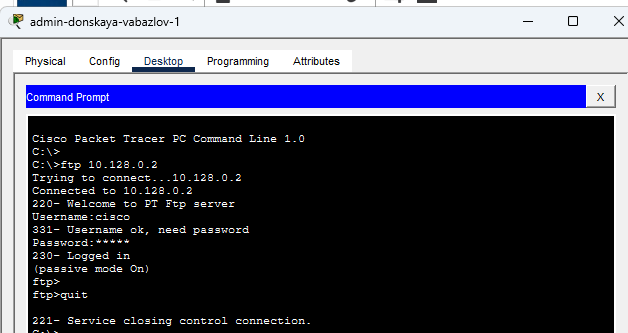 admin-donskaya-vabazlov-1
Physical Config Desktop Programming Attributes
Command Prompt X
Cisco Packet Tracer PC Command Line 1.0
C:\>
C:\>ftp 10.128.0.2
Trying to connect...10.128.0.2
Connected to 10.128.0.2
220- Welcome to PT Ftp server
Username:cisco
331- Username ok, need password
Password:*****
230- Logged in
(passive mode On)
ftp>
ftp>quit
221- Service closing control connection.
C:\>